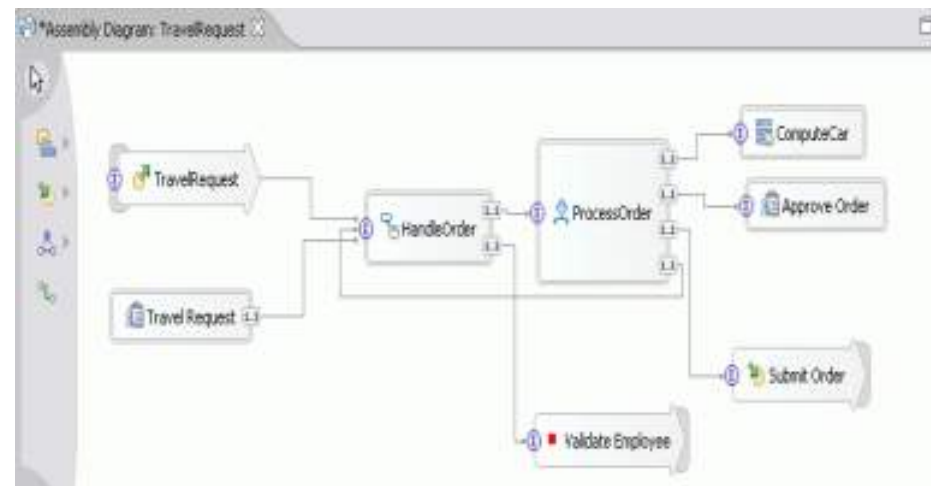 *Assembly Diagram: TravelRequest
ComputeCar
TravelRequest
Approve Order
ProcessOrder
HandleOrder
Travel Request
Submit Order
Validate Employee